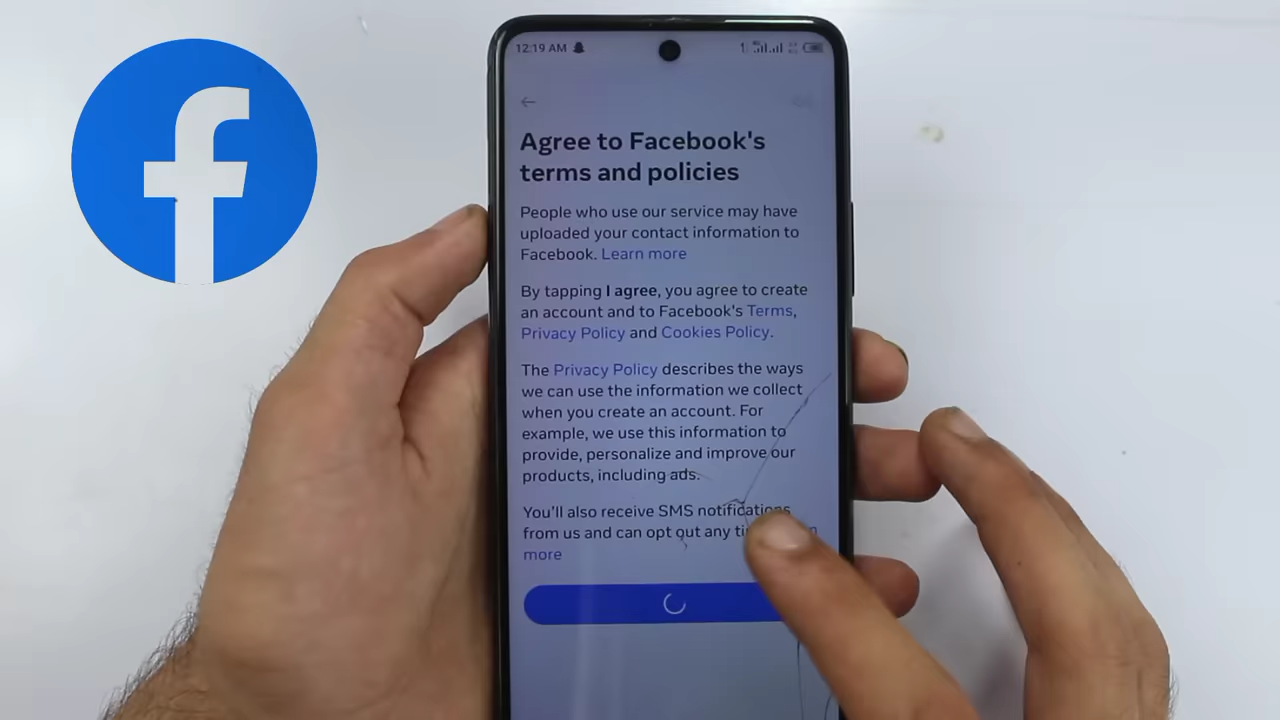 12:19 AM
Agree to Facebook's
terms and policies
People who use our service may have
uploaded your contact information to
Facebook. Learn more
By tapping I agree, you agree to create
an account and to Facebook's Terms,
Privacy Policy and Cookies Policy.
The Privacy Policy describes the ways
we can use the information we collect
when you create an account. For
example, we use this information to
provide, personalize and improve our
products, including ads.
You'll also receive SMS notifications
from us and can opt out any
more